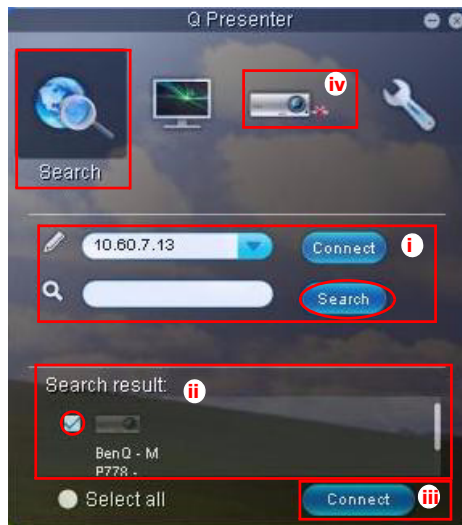 Q Presenter
iv
Search
10.60.7.13
Connect
i
Search
Search result:
ii
BenQ - M
P778 -
Select all
Connect
iii